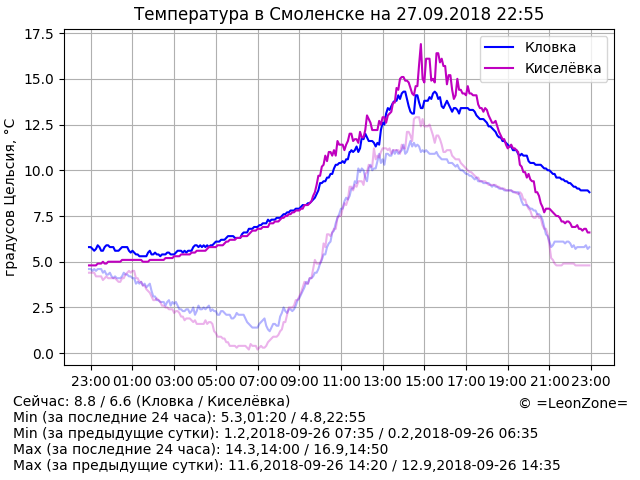 Температура в Смоленске на 27.09.2018 22:55
градусов Цельсия, °C
17.5
15.0
12.5
10.0
7.5
5.0
2.5
0.0
Кловка
Киселёвка
23:00 01:00 03:00 05:00 07:00 09:00 11:00 13:00 15:00 17:00 19:00 21:00 23:00
Сейчас: 8.8 / 6.6 (Кловка / Киселёвка)
© =LeonZone=
Min (за последние 24 часа): 5.3,01:20 / 4.8,22:55
Min (за предыдущие сутки): 1.2,2018-09-26 07:35 / 0.2,2018-09-26 06:35
Max (за последние 24 часа): 14.3,14:00 / 16.9,14:50
Max (за предыдущие сутки): 11.6,2018-09-26 14:20 / 12.9,2018-09-26 14:35